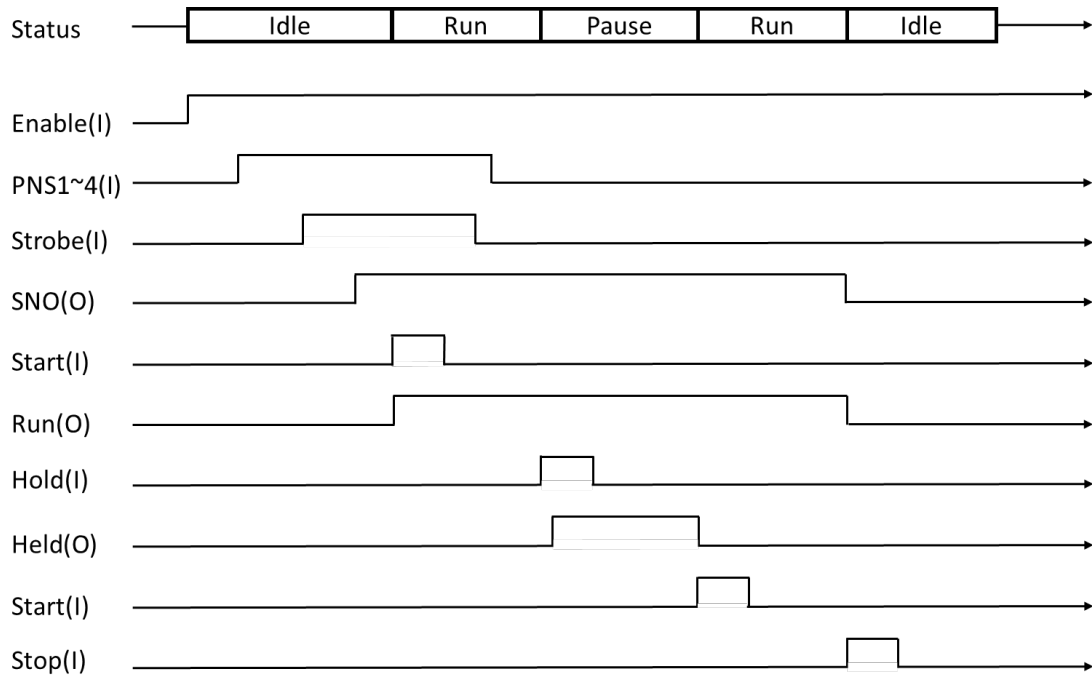 Status Idle Run Pause Run Idle
Enable(I)
PNS1~4(I)
Strobe(I)
SNO(O)
Start(I)
Run(O)
Hold(I)
Held(O)
Start(I)
Stop(I)